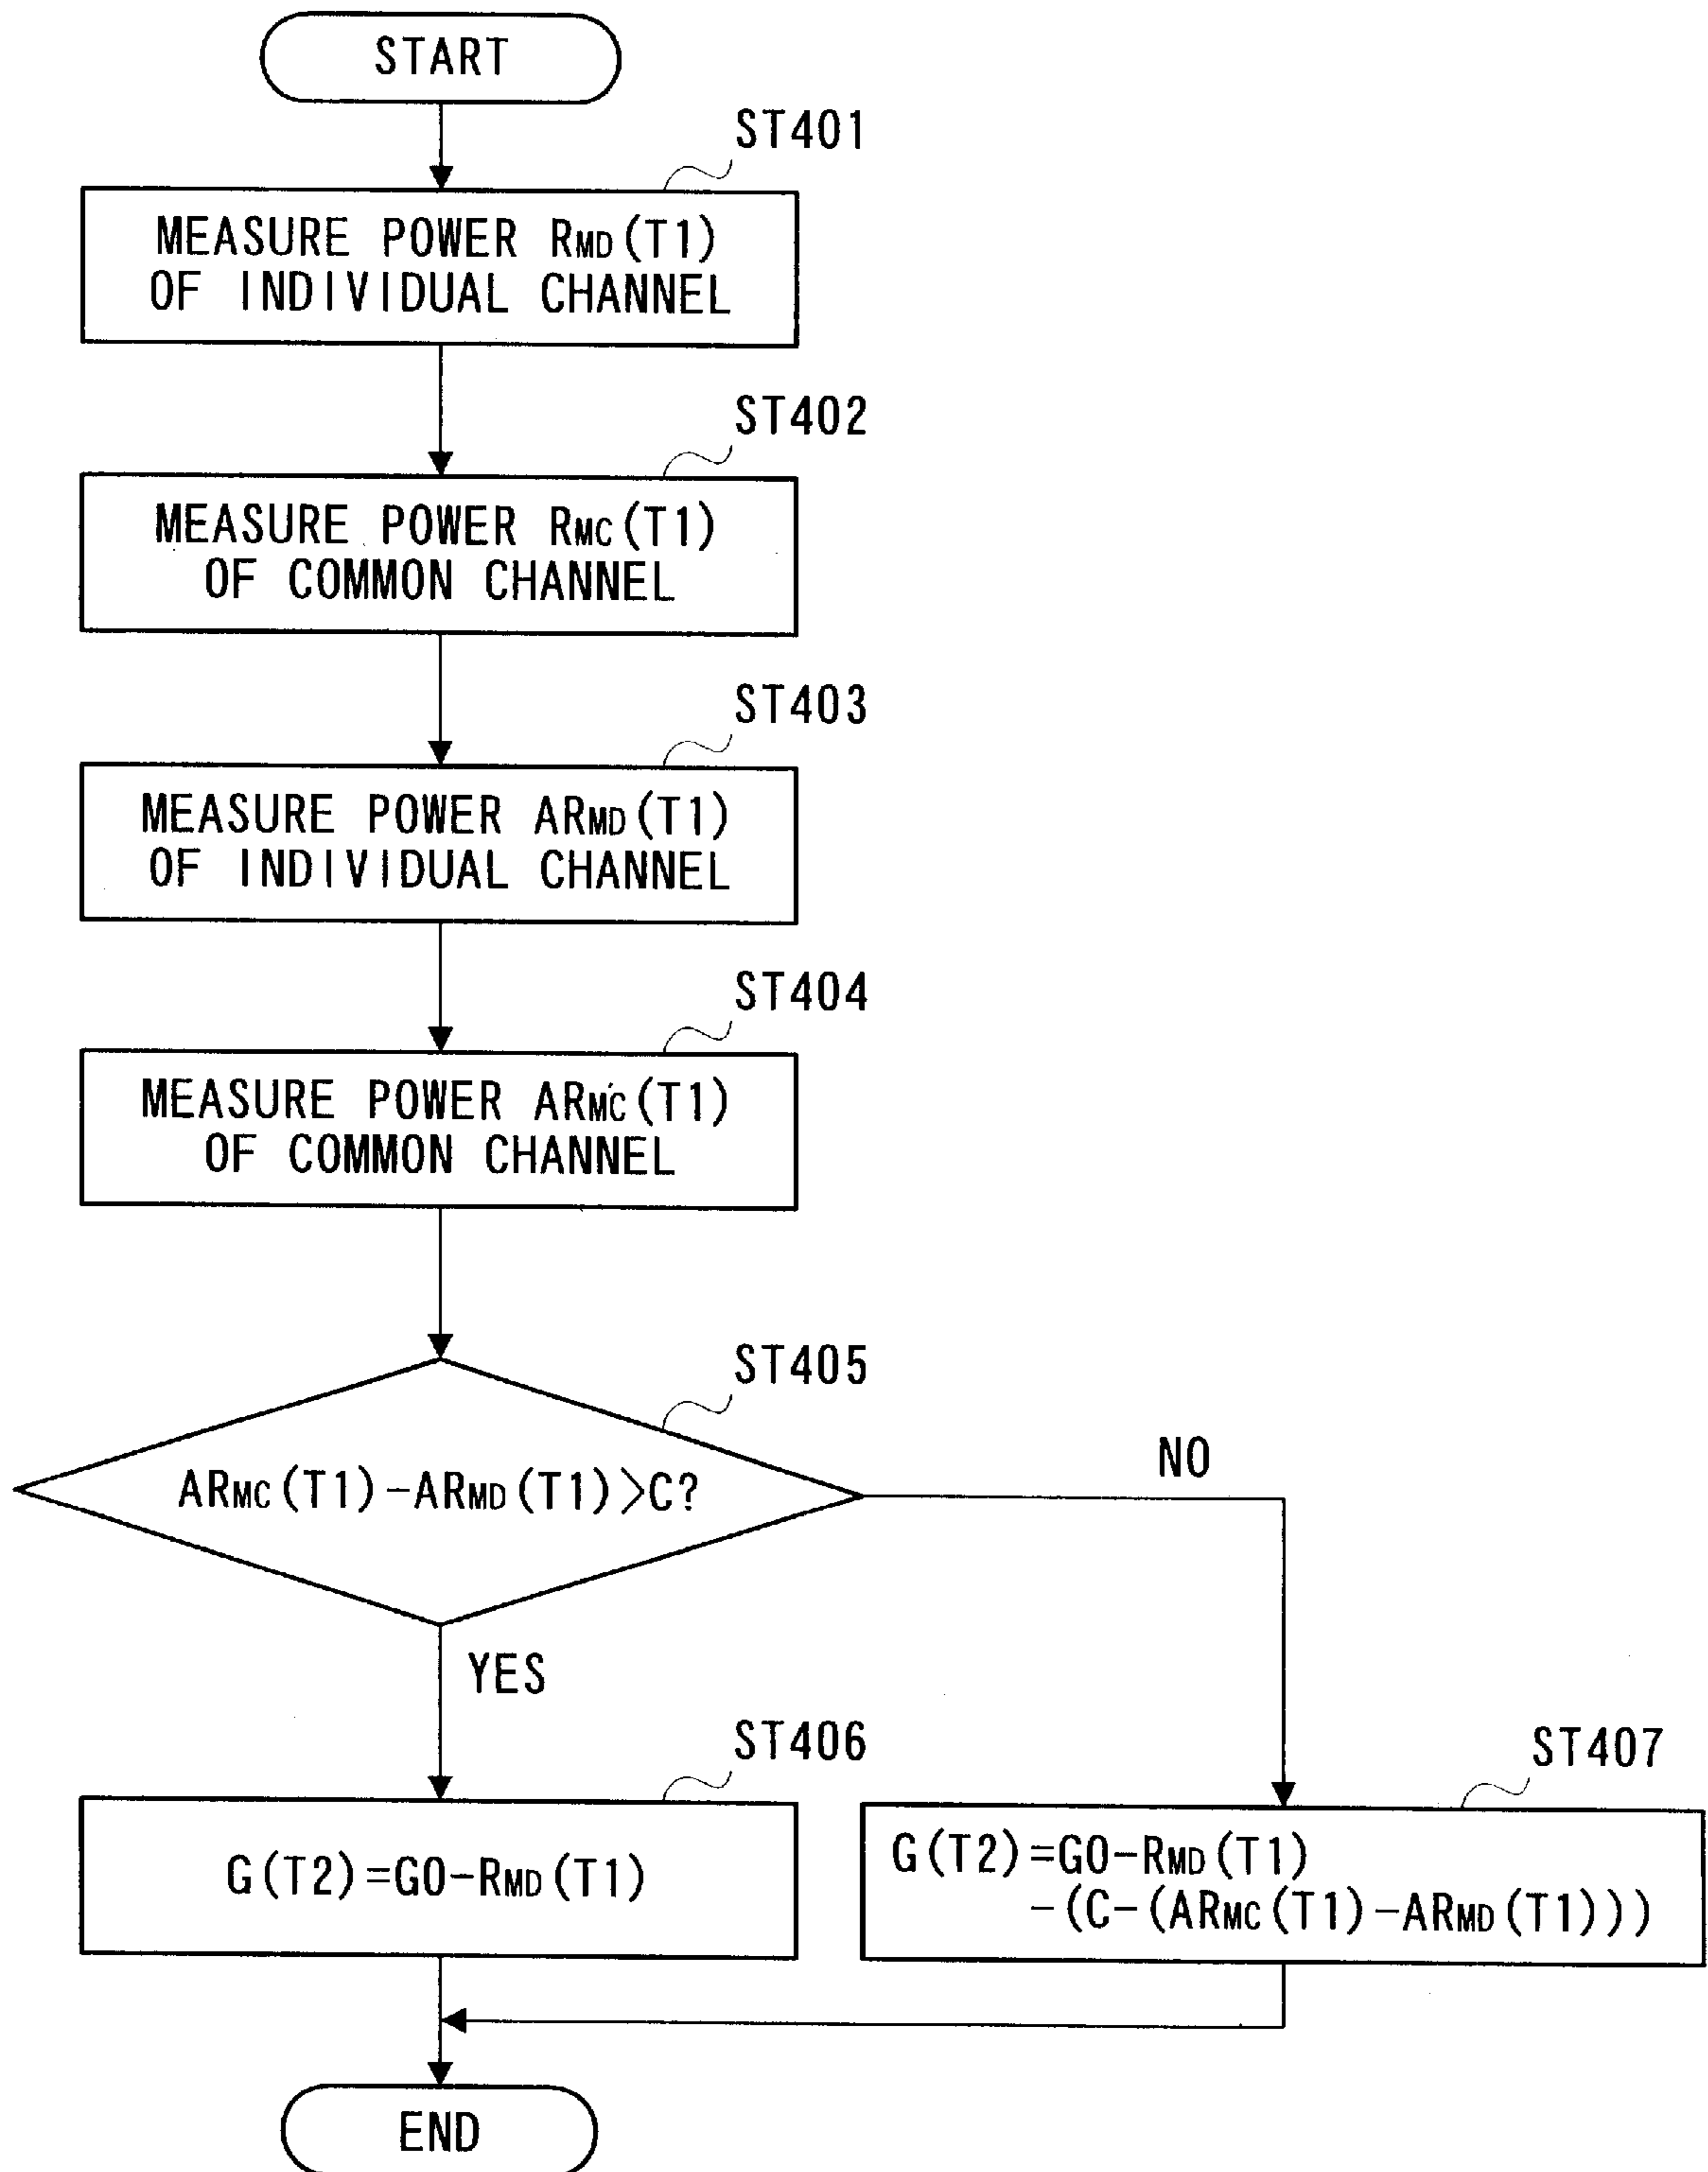 START
ST401
MEASURE POWER RMD(T1)
OF INDIVIDUAL CHANNEL
ST402
MEASURE POWER RMC(T1)
OF COMMON CHANNEL
ST403
MEASURE POWER ARMD(T1)
OF INDIVIDUAL CHANNEL
ST404
MEASURE POWER ARMC(T1)
OF COMMON CHANNEL
ST405
ARMC(T1)-ARMD(T1)>C?
NO
YES
ST406
G(T2)=G0-RMD(T1)
ST407
G(T2)=G0-RMD(T1)
-(C-(ARMC(T1)-ARMD(T1)))
END